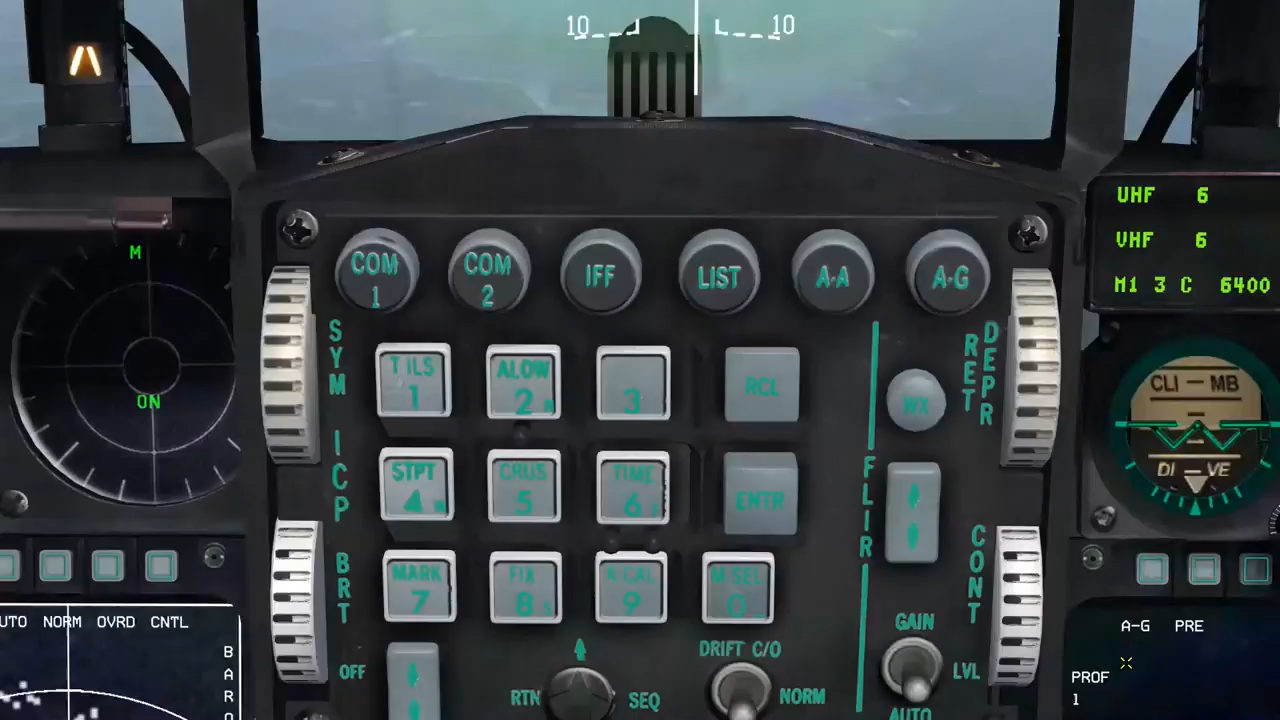 10 10
UHF 6
VHF 6
M1 3 C 6400
M
ON
COM 1
COM 2
IFF
LIST
A-A
A-G
SYM
ICP
BRT
T ILS 1
ALOW 2 N
3
RCL
WX
RET
DEPR
STPT 4 W
CRUS 5
TIME 6 E
ENTR
FLIR
CONT
MARK 7
FIX 8 S
A CAL 9
M SEL 0
CLI — MB
DI — VE
OFF
RTN
SEQ
DRIFT C/O
NORM
GAIN
LVL
AUTO
UTO NORM OVRD CNTL
BARO
A-G PRE
PROF
1